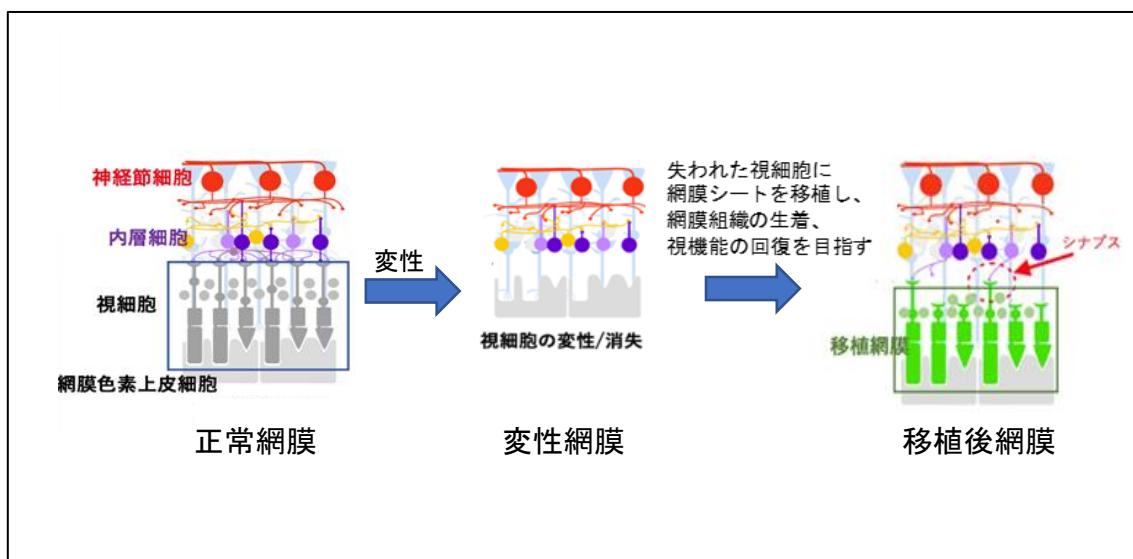 神経節細胞
内層細胞
視細胞
網膜色素上皮細胞
正常網膜
変性
視細胞の変性/消失
変性網膜
失われた視細胞に
網膜シートを移植し、
網膜組織の生着、
視機能の回復を目指す
シナプス
移植網膜
移植後網膜